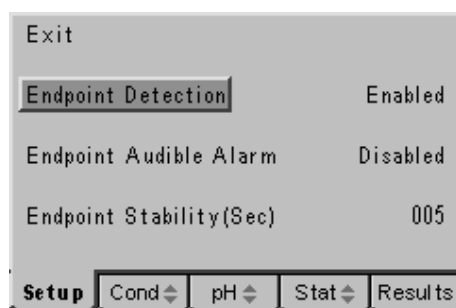 Exit
Endpoint Detection Enabled
Endpoint Audible Alarm Disabled
Endpoint Stability(Sec) 005
Setup Cond pH Stat Results